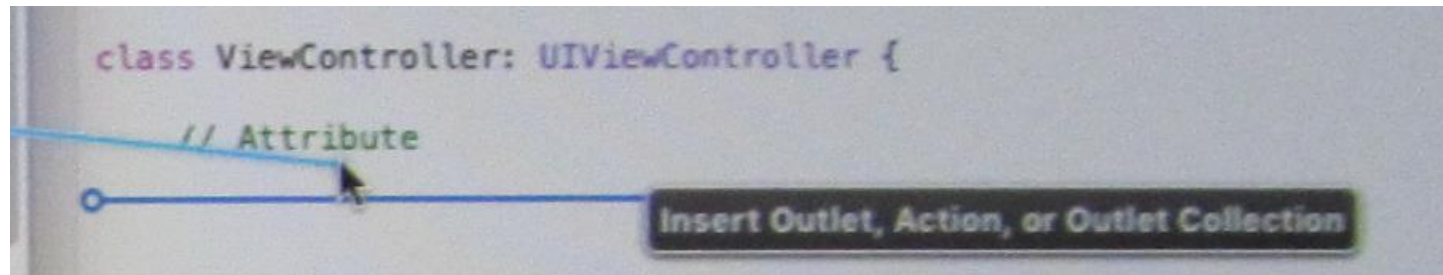 class ViewController: UIViewController {
// Attribute
Insert Outlet, Action, or Outlet Collection